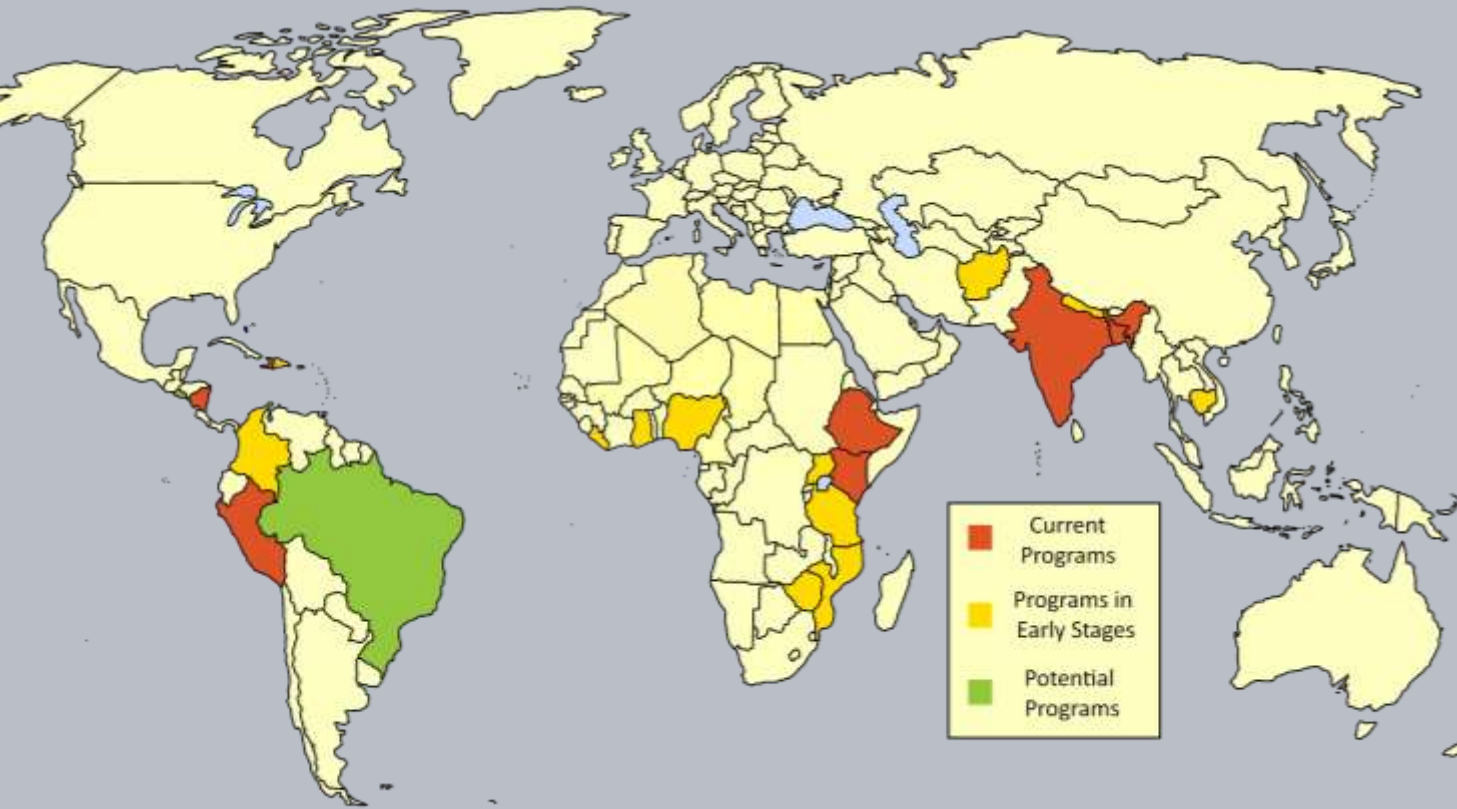 Current
Programs
Programs in
Early Stages
Potential
Programs